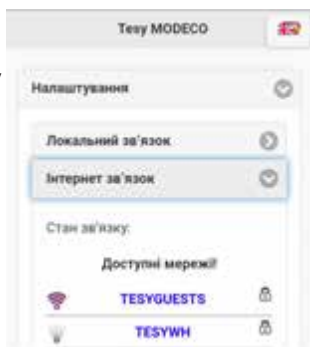 Tesy MODECO
Налаштування
Локальний зв'язок
Інтернет зв'язок
Стан зв'язку:
Доступні мережі!
TESYGUESTS
TESYWH